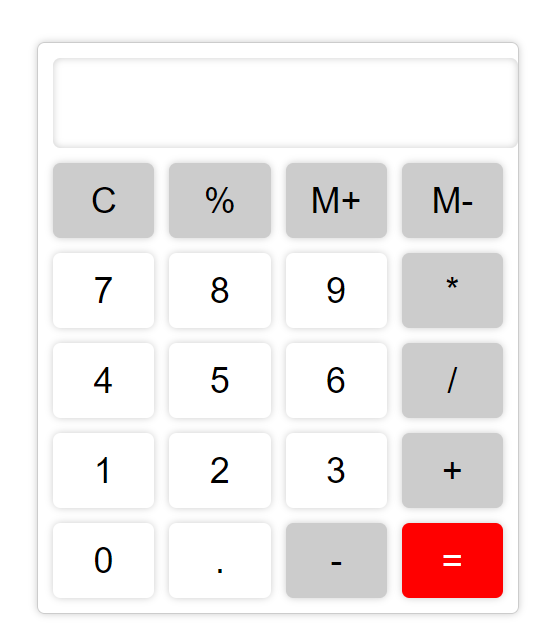 C % M+ M-
7 8 9 *
4 5 6 /
1 2 3 +
0 . - =